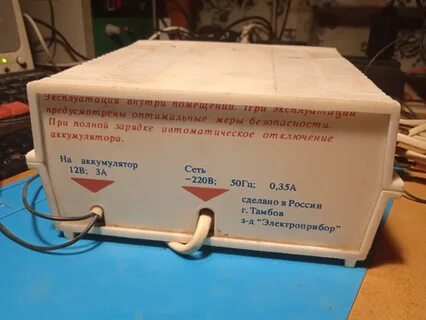 Эксплуатация внутри помещений. При эксплуатации
предусмотрены оптимальные меры безопасности.
При полной зарядке автоматическое отключение
аккумулятора.
На аккумулятор
12В; 3А
Сеть
~220В; 50Гц; 0,35А
сделано в России
г. Тамбов
з-д "Электроприбор"